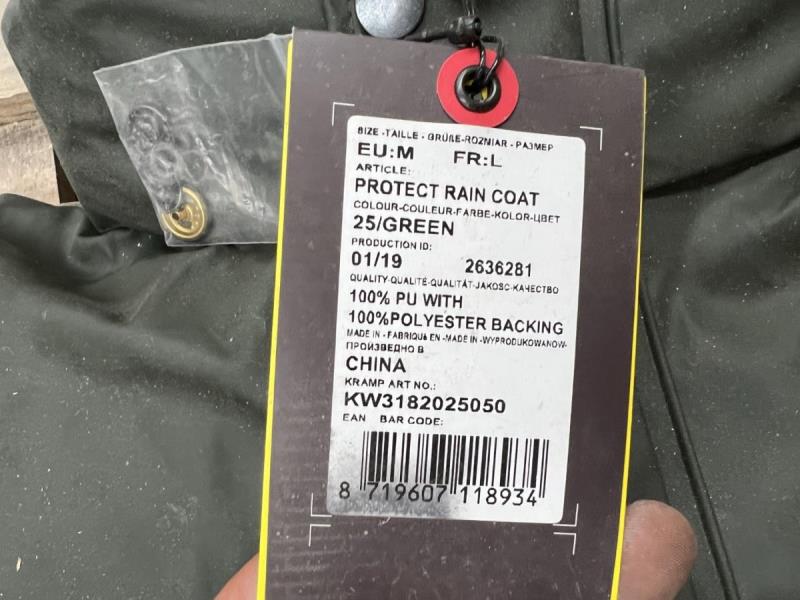 SIZE -TAILLE - GRÜßE-ROZMIAR - РАЗМЕР
EU:M FR:L
ARTICLE:
PROTECT RAIN COAT
COLOUR-COULEUR-FARBE-KOLOR-ЦВЕТ
25/GREEN
PRODUCTION ID:
01/19 2636281
QUALITY-QUALITÉ-QUALITÄT-JAKOSC-КАЧЕСТВО
100% PU WITH
100%POLYESTER BACKING
MADE IN - FABRIQUé EN -MADE IN -WYPRODUKOWANOW-
ПРОИЗВЕДНО В
CHINA
KRAMP ART NO.:
KW3182025050
EAN BAR CODE:
8 719607 118934